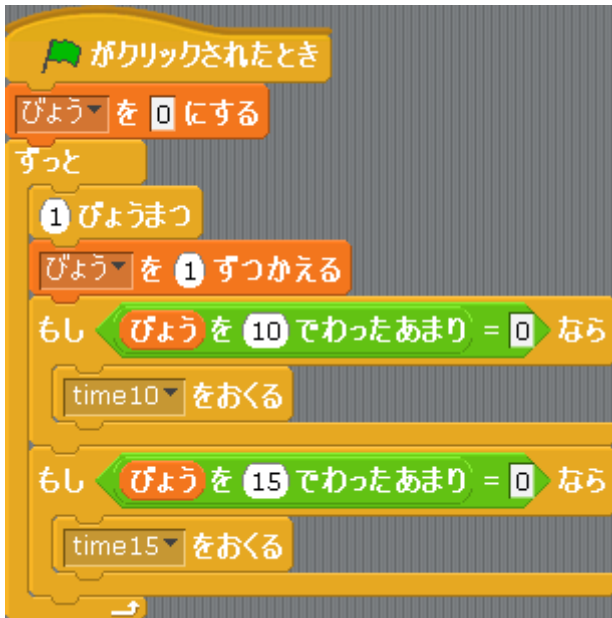 がクリックされたとき
びょう を 0 にする
ずっと
1 びょうまつ
びょう を 1 ずつかえる
もし びょう を 10 でわったあまり = 0 なら
time10 をおくる
もし びょう を 15 でわったあまり = 0 なら
time15 をおくる